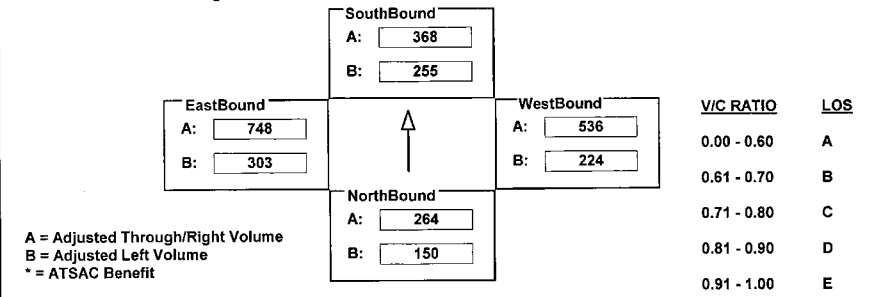 SouthBound
A: 368
B: 255
EastBound
A: 748
B: 303
WestBound
A: 536
B: 224
NorthBound
A: 264
B: 150
A = Adjusted Through/Right Volume
B = Adjusted Left Volume
* = ATSAC Benefit
V/C RATIO LOS
0.00 - 0.60 A
0.61 - 0.70 B
0.71 - 0.80 C
0.81 - 0.90 D
0.91 - 1.00 E